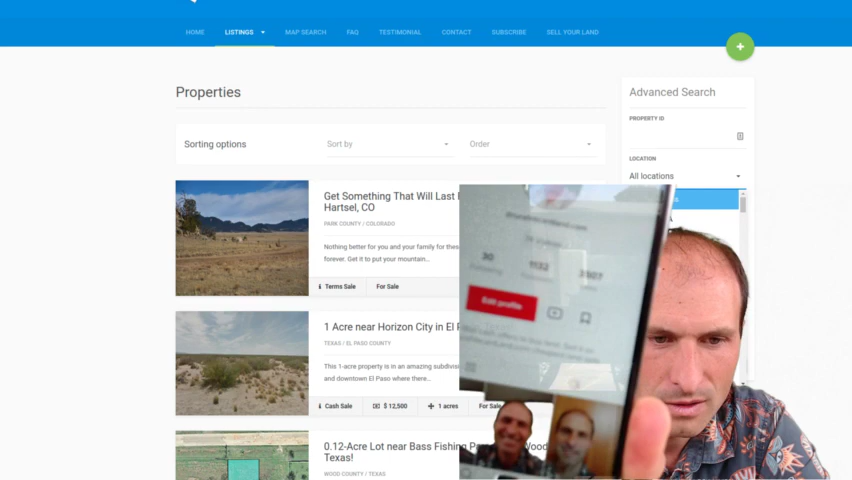 HOME LISTINGS MAP SEARCH FAQ TESTIMONIAL CONTACT SUBSCRIBE SELL YOUR LAND
+
Properties
Advanced Search
PROPERTY ID
Sorting options
Sort by
Order
LOCATION
All locations
Get Something That Will Last
Hartsel, CO
PARK COUNTY / COLORADO
Nothing better for you and your family for
forever. Get it to put your mountain...
Terms Sale
For Sale
1 Acre near Horizon City in El
TEXAS / EL PASO COUNTY
This 1-acre property is in an amazing
and downtown El Paso where there...
Cash Sale
$ 12,500
1 acres
For Sale
0.12-Acre Lot near Bass Fishing
Texas!
WOOD COUNTY / TEXAS
30
1132
Edit profile